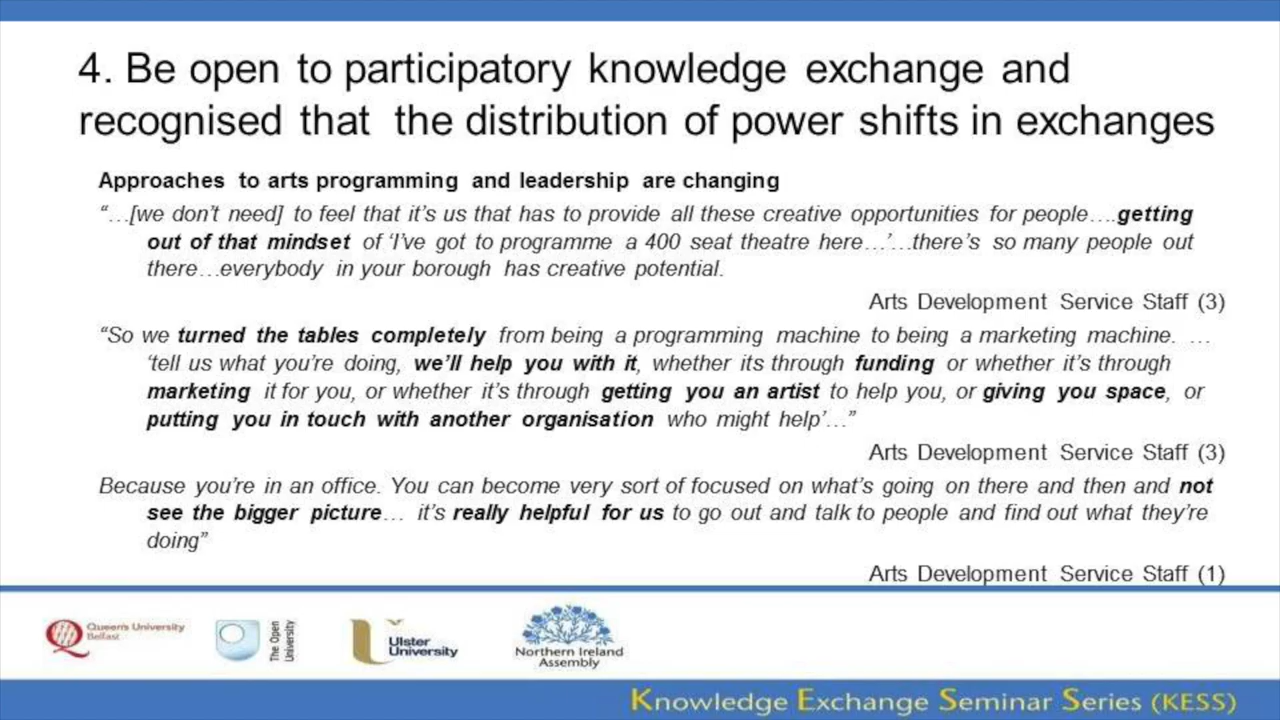 4. Be open to participatory knowledge exchange and
recognised that the distribution of power shifts in exchanges
Approaches to arts programming and leadership are changing
“…[we don’t need] to feel that it’s us that has to provide all these creative opportunities for people….getting
out of that mindset of ‘I’ve got to programme a 400 seat theatre here…’…there’s so many people out
there…everybody in your borough has creative potential.
Arts Development Service Staff (3)
“So we turned the tables completely from being a programming machine to being a marketing machine. …
‘tell us what you’re doing, we’ll help you with it, whether its through funding or whether it’s through
marketing it for you, or whether it’s through getting you an artist to help you, or giving you space, or
putting you in touch with another organisation who might help’…”
Arts Development Service Staff (3)
Because you’re in an office. You can become very sort of focused on what’s going on there and then and not
see the bigger picture… it’s really helpful for us to go out and talk to people and find out what they’re
doing”
Arts Development Service Staff (1)
Queen's University
Belfast
The Open
University
Ulster
University
Northern Ireland
Assembly
Knowledge Exchange Seminar Series (KESS)